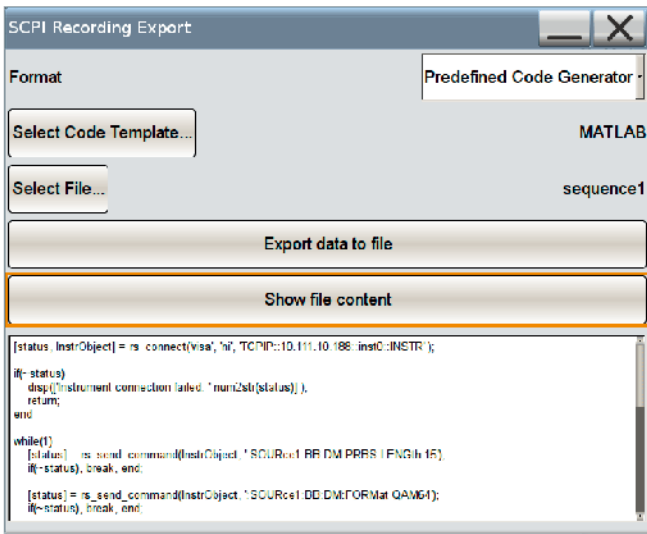 SCPI Recording Export
Format
Predefined Code Generator
Select Code Template...
MATLAB
Select File...
sequence1
Export data to file
Show file content
[status, InstrObject] = rs_connect('visa', 'ni', 'TCPIP::10.111.10.188::inst0::INSTR');
if(~status)
disp(['Instrument connection failed: ' num2str(status)]);
return;
end
while(1)
[status] = rs_send_command(InstrObject, ':SOURce1:BB:DM:PRBS:LENGth 15');
if(~status), break, end;
[status] = rs_send_command(InstrObject, ':SOURce1:BB:DM:FORMat QAM64');
if(~status), break, end;